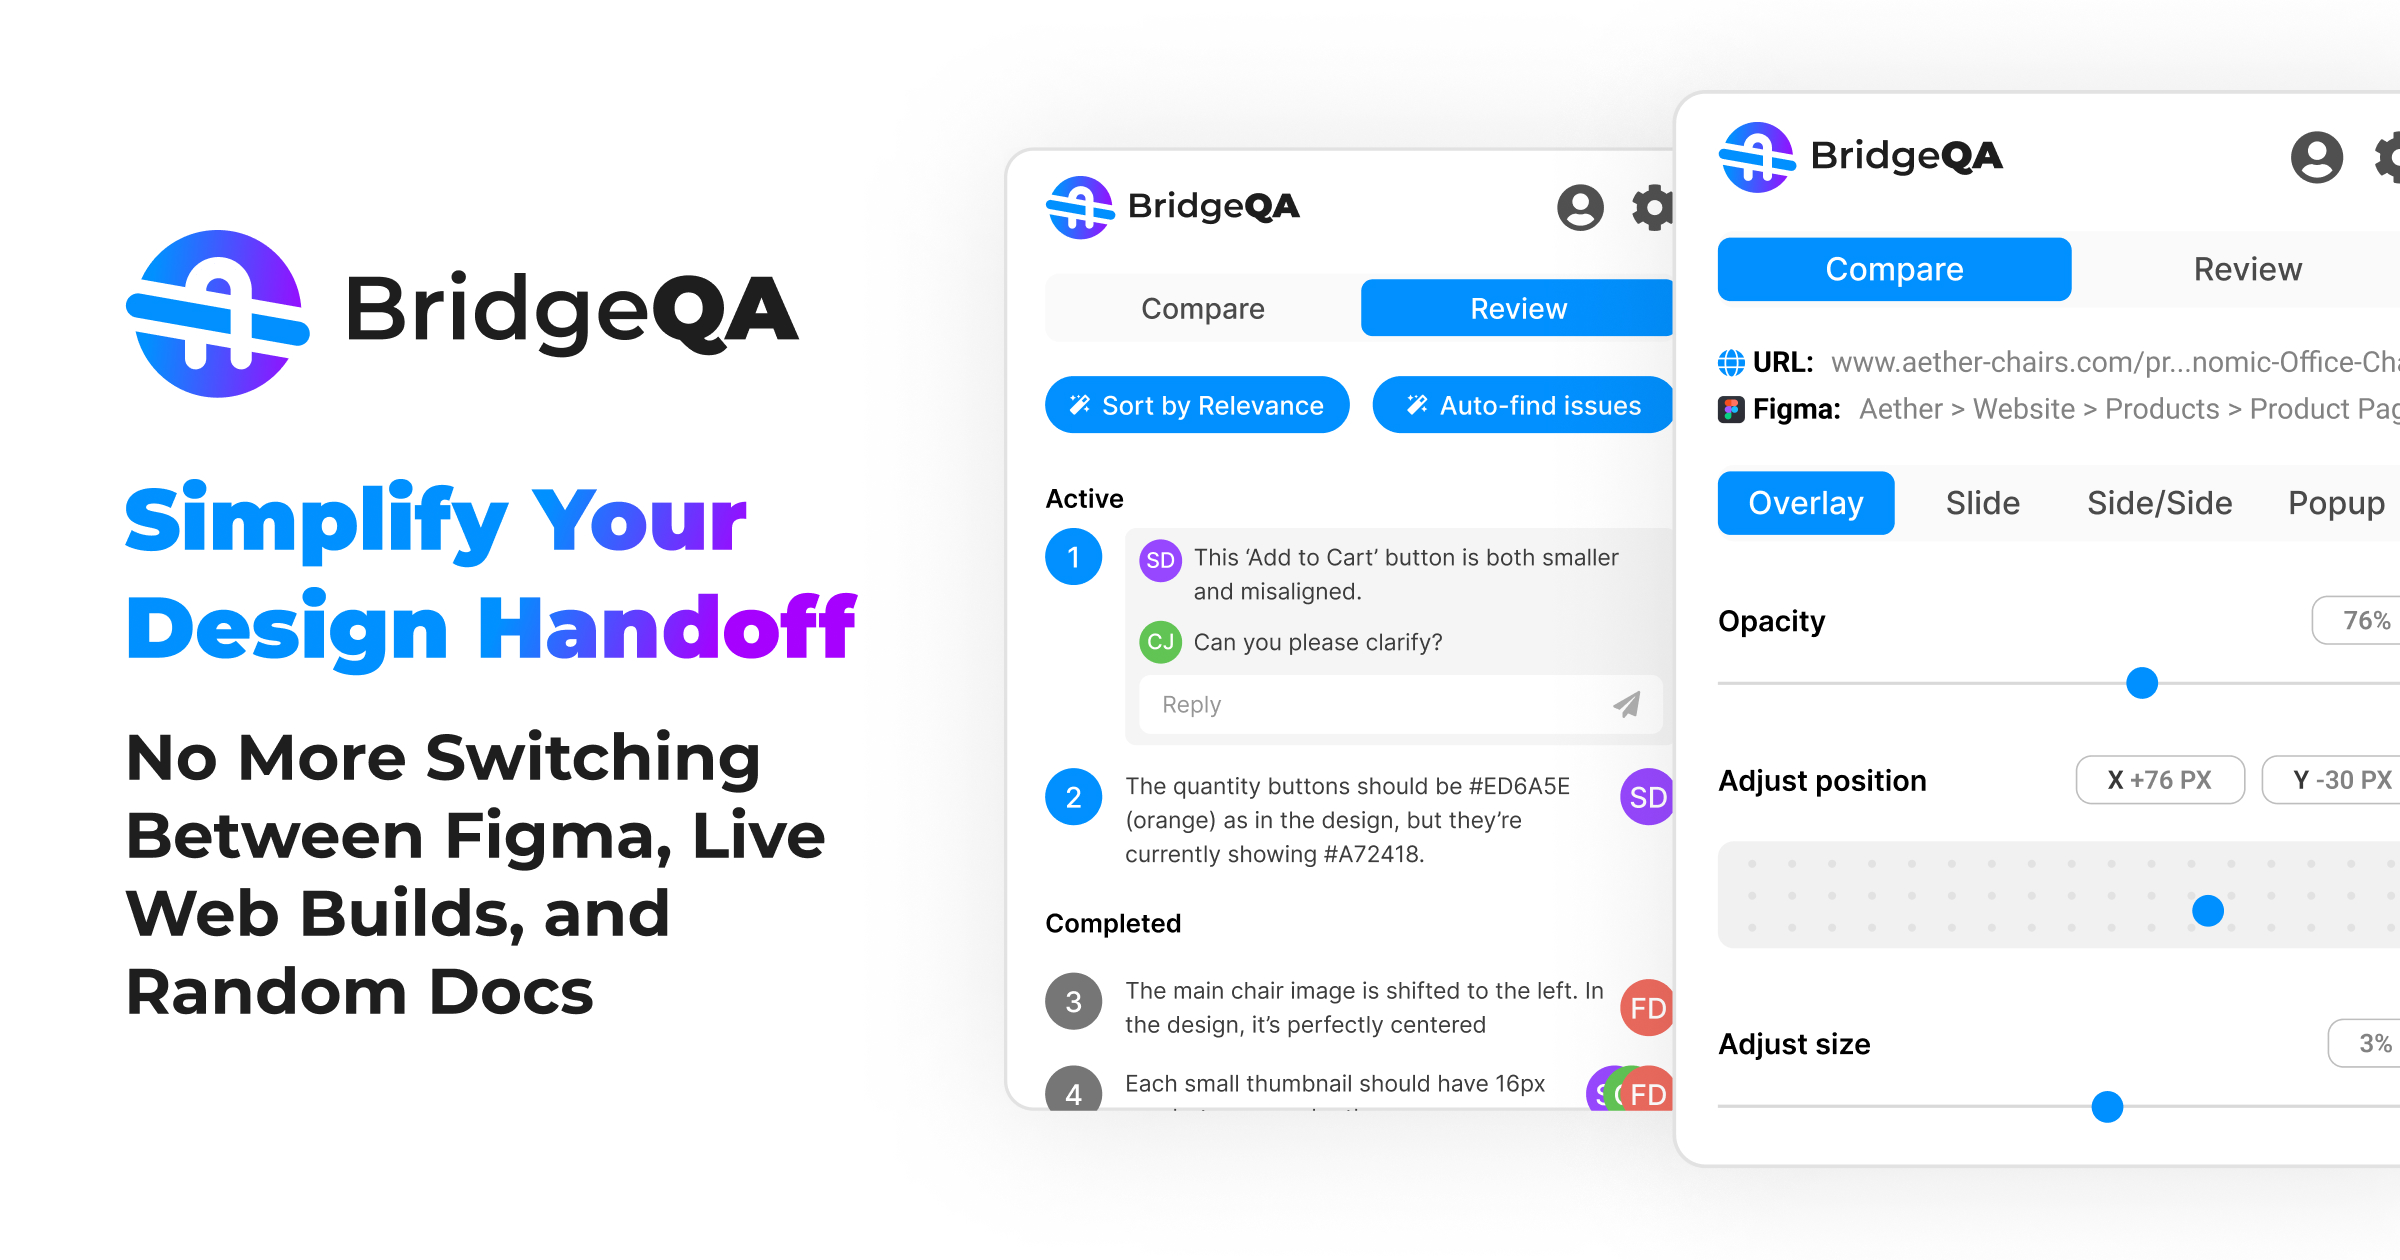 BridgeQA
Simplify Your
Design Handoff
No More Switching
Between Figma, Live
Web Builds, and
Random Docs
BridgeQA
Compare Review
Sort by Relevance Auto-find issues
Active
1 SD This ‘Add to Cart’ button is both smaller
and misaligned.
CJ Can you please clarify?
Reply
2 The quantity buttons should be #ED6A5E SD
(orange) as in the design, but they’re
currently showing #A72418.
Completed
3 The main chair image is shifted to the left. In FD
the design, it’s perfectly centered
4 Each small thumbnail should have 16px FD
BridgeQA
Compare Review
URL: www.aether-chairs.com/pr...nomic-Office-Cha
Figma: Aether > Website > Products > Product Pag
Overlay Slide Side/Side Popup
Opacity 76%
Adjust position X +76 PX Y -30 PX
Adjust size 3%